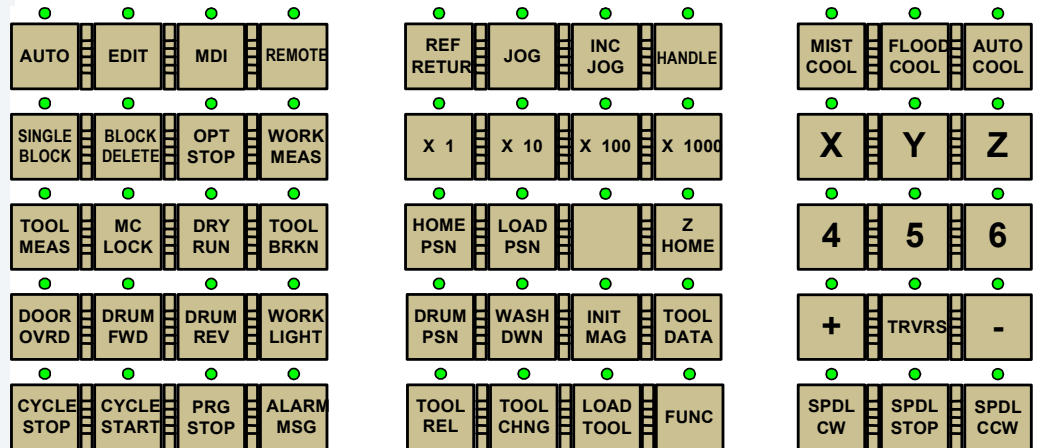 AUTO EDIT MDI REMOTE
REF RETUR JOG INC JOG HANDLE
MIST COOL FLOOD COOL AUTO COOL
SINGLE BLOCK BLOCK DELETE OPT STOP WORK MEAS
X 1 X 10 X 100 X 1000
X Y Z
TOOL MEAS MC LOCK DRY RUN TOOL BRKN
HOME PSN LOAD PSN Z HOME
4 5 6
DOOR OVRD DRUM FWD DRUM REV WORK LIGHT
DRUM PSN WASH DWN INIT MAG TOOL DATA
+ TRVRS -
CYCLE STOP CYCLE START PRG STOP ALARM MSG
TOOL REL TOOL CHNG LOAD TOOL FUNC
SPDL CW SPDL STOP SPDL CCW